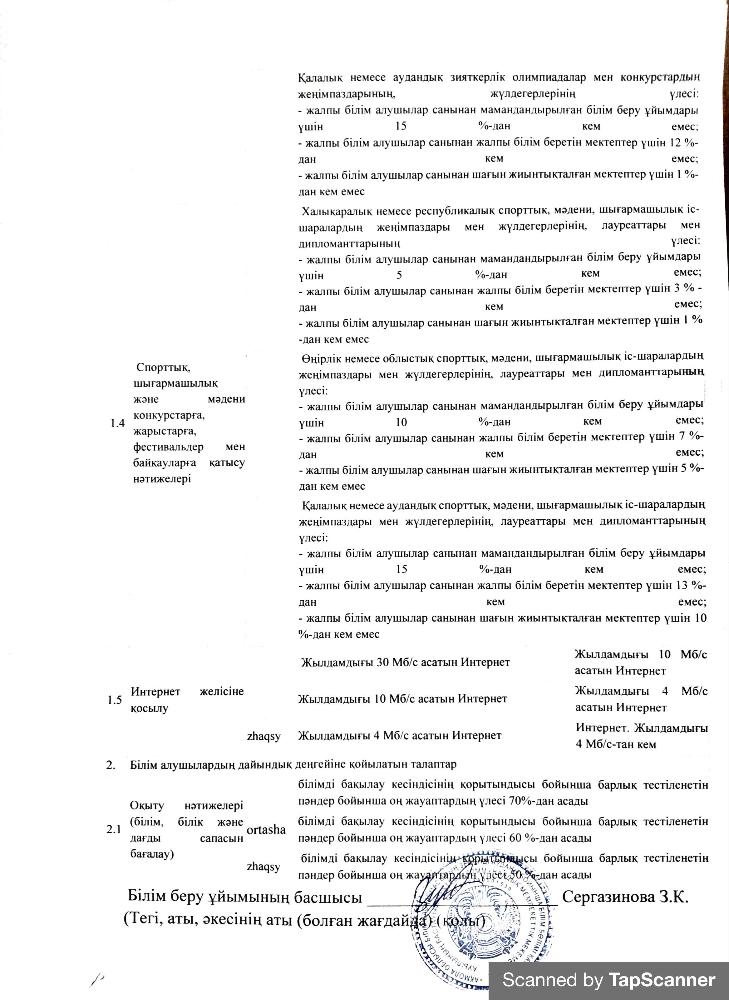 Қалалық немесе аудандық зияткерлік олимпиадалар мен конкурстардың
жеңімпаздарының, жүлдегерлерінің үлесі:
- жалпы білім алушылар санынан мамандандырылған білім беру ұйымдары
үшін 15 %-дан кем емес;
- жалпы білім алушылар санынан жалпы білім беретін мектептер үшін 12 %-
дан кем емес;
- жалпы білім алушылар санынан шағын жиынтықталған мектептер үшін 1 %-
дан кем емес
Халықаралық немесе республикалық спорттық, мәдени, шығармашылық іс-
шаралардың жеңімпаздары мен жүлдегерлерінің, лауреаттары мен
дипломанттарының үлесі:
- жалпы білім алушылар санынан мамандандырылған білім беру ұйымдары
үшін 5 %-дан кем емес;
- жалпы білім алушылар санынан жалпы білім беретін мектептер үшін 3 % -
дан кем емес;
- жалпы білім алушылар санынан шағын жиынтықталған мектептер үшін 1 %
-дан кем емес
1.4
Спорттық,
шығармашылық
және мәдени
конкурстарға,
жарыстарға,
фестивальдер мен
байқауларға қатысу
нәтижелері
Өңірлік немесе облыстық спорттық, мәдени, шығармашылық іс-шаралардың
жеңімпаздары мен жүлдегерлерінің, лауреаттары мен дипломанттарының
үлесі:
- жалпы білім алушылар санынан мамандандырылған білім беру ұйымдары
үшін 10 %-дан кем емес;
- жалпы білім алушылар санынан жалпы білім беретін мектептер үшін 7 %-
дан кем емес;
- жалпы білім алушылар санынан шағын жиынтықталған мектептер үшін 5 %-
дан кем емес
Қалалық немесе аудандық спорттық, мәдени, шығармашылық іс-шаралардың
жеңімпаздары мен жүлдегерлерінің, лауреаттары мен дипломанттарының
үлесі:
- жалпы білім алушылар санынан мамандандырылған білім беру ұйымдары
үшін 15 %-дан кем емес;
- жалпы білім алушылар санынан жалпы білім беретін мектептер үшін 13 %-
дан кем емес;
- жалпы білім алушылар санынан шағын жиынтықталған мектептер үшін 10
%-дан кем емес
1.5
Интернет желісіне
қосылу
Жылдамдығы 30 Мб/с асатын Интернет
Жылдамдығы 10 Мб/с
асатын Интернет
Жылдамдығы 10 Мб/с асатын Интернет
Жылдамдығы 4 Мб/с
асатын Интернет
zhaqsy
Жылдамдығы 4 Мб/с асатын Интернет
Интернет. Жылдамдығы
4 Мб/с-тан кем
2. Білім алушылардың дайындық деңгейіне қойылатын талаптар
2.1
Оқыту нәтижелері
(білім, білік және
дағды сапасын
бағалау)
білімді бақылау кесіндісінің қорытындысы бойынша барлық тестіленетін
пәндер бойынша оң жауаптардың үлесі 70%-дан асады
ortasha
білімді бақылау кесіндісінің қорытындысы бойынша барлық тестіленетін
пәндер бойынша оң жауаптардың үлесі 60 %-дан асады
zhaqsy
білімді бақылау кесіндісінің қорытындысы бойынша барлық тестіленетін
пәндер бойынша оң жауаптардың үлесі 50 %-дан асады
Білім беру ұйымының басшысы Сергазинова З.К.
(Тегі, аты, әкесінің аты (болған жағдайда) (қолы)
Scanned by TapScanner